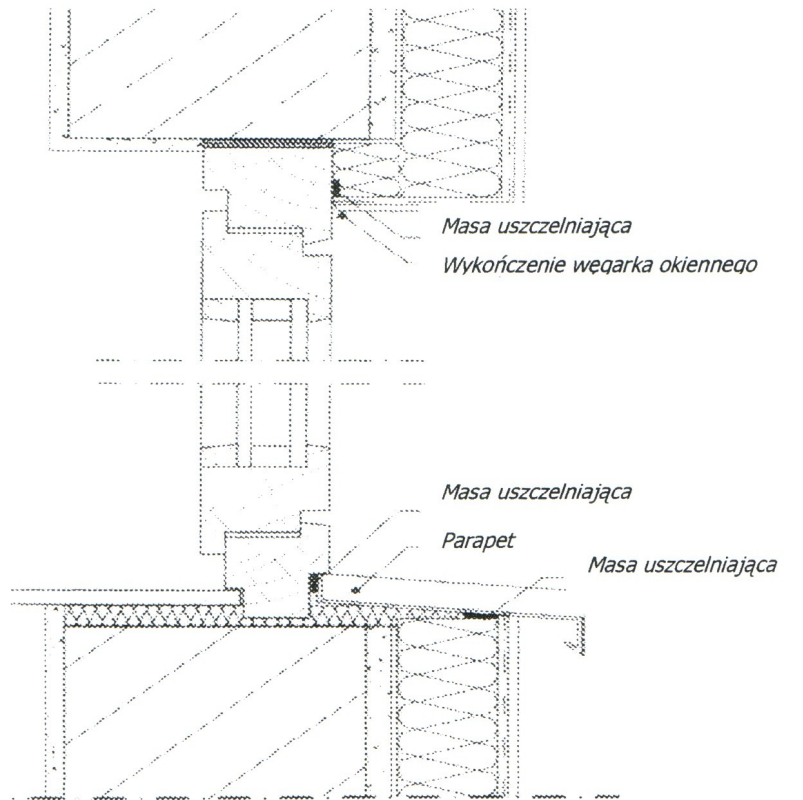 Masa uszczelniająca
Wykończenie węgarka okiennego
Masa uszczelniająca
Parapet
Masa uszczelniająca